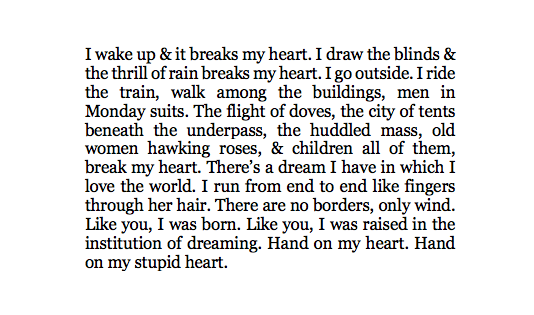 I wake up & it breaks my heart. I draw the blinds &
the thrill of rain breaks my heart. I go outside. I ride
the train, walk among the buildings, men in
Monday suits. The flight of doves, the city of tents
beneath the underpass, the huddled mass, old
women hawking roses, & children all of them,
break my heart. There’s a dream I have in which I
love the world. I run from end to end like fingers
through her hair. There are no borders, only wind.
Like you, I was born. Like you, I was raised in the
institution of dreaming. Hand on my heart. Hand
on my stupid heart.